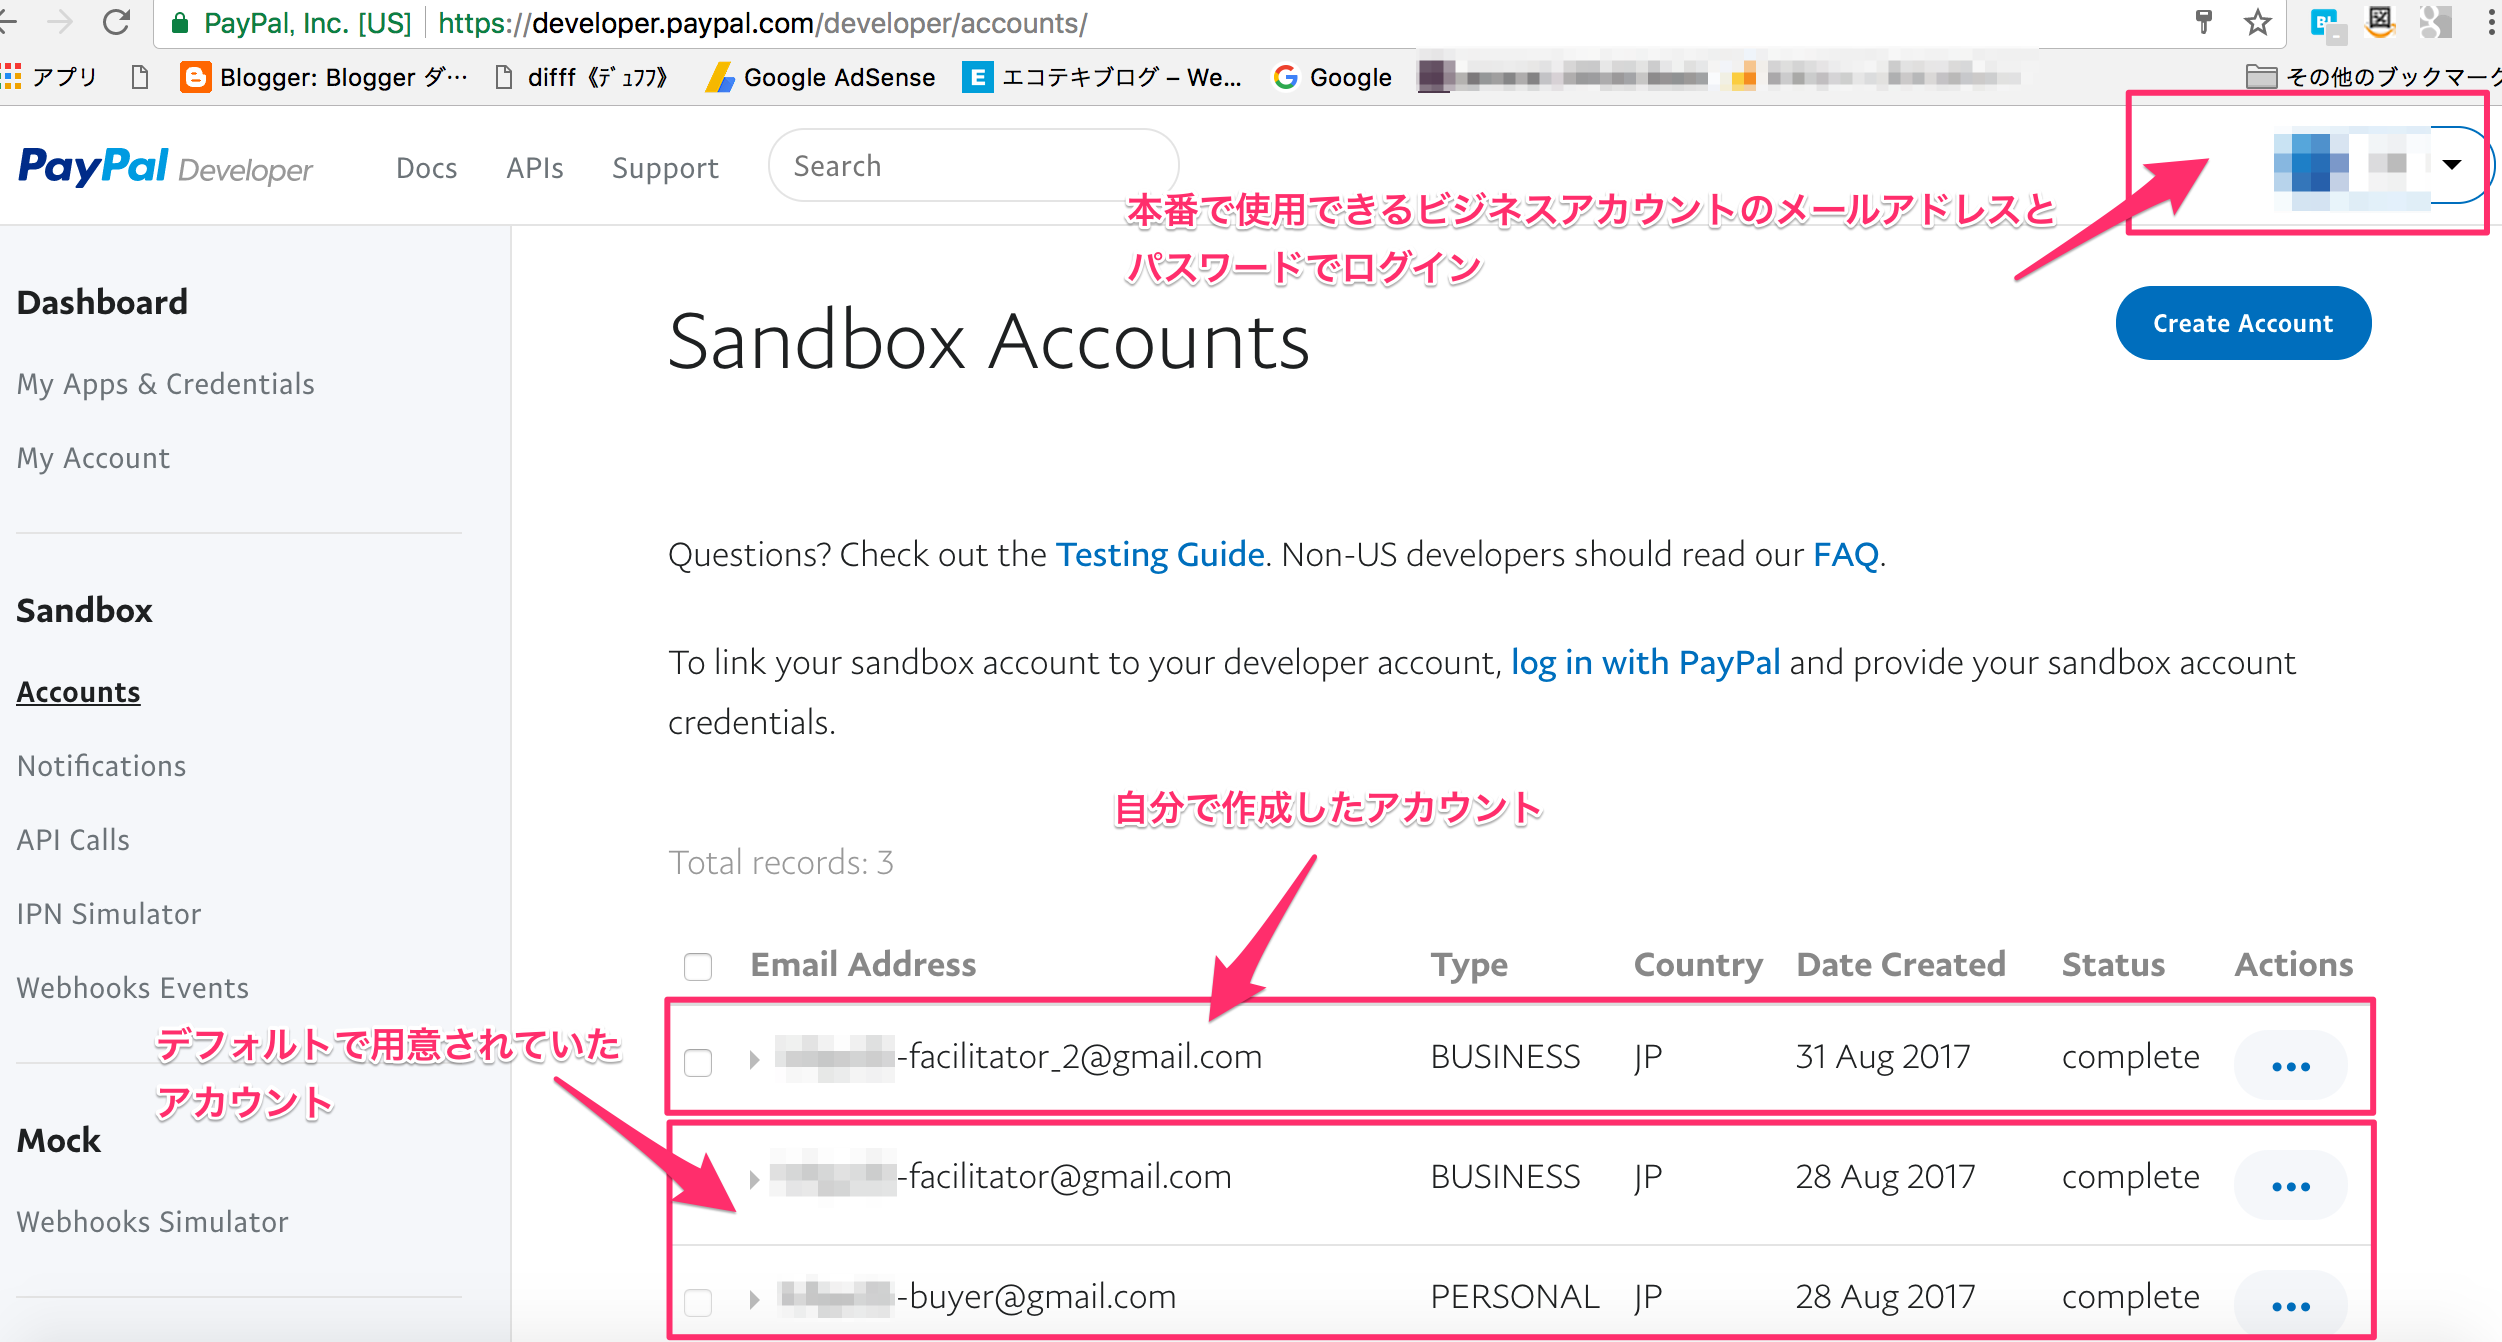 PayPal, Inc. [US] https://developer.paypal.com/developer/accounts/
アプリ Blogger: Blogger ダ… difff《ﾃﾞｭﾌﾌ》 Google AdSense エコテキブログ – We... Google その他のブックマーク
PayPal Developer Docs APIs Support Search
本番で使用できるビジネスアカウントのメールアドレスと
パスワードでログイン
Dashboard
My Apps & Credentials
My Account
Sandbox
Accounts
Notifications
API Calls
IPN Simulator
Webhooks Events
デフォルトで用意されていた
アカウント
Mock
Webhooks Simulator
Sandbox Accounts
Create Account
Questions? Check out the Testing Guide. Non-US developers should read our FAQ.
To link your sandbox account to your developer account, log in with PayPal and provide your sandbox account
credentials.
自分で作成したアカウント
Total records: 3
Email Address Type Country Date Created Status Actions
-facilitator_2@gmail.com BUSINESS JP 31 Aug 2017 complete
-facilitator@gmail.com BUSINESS JP 28 Aug 2017 complete
-buyer@gmail.com PERSONAL JP 28 Aug 2017 complete